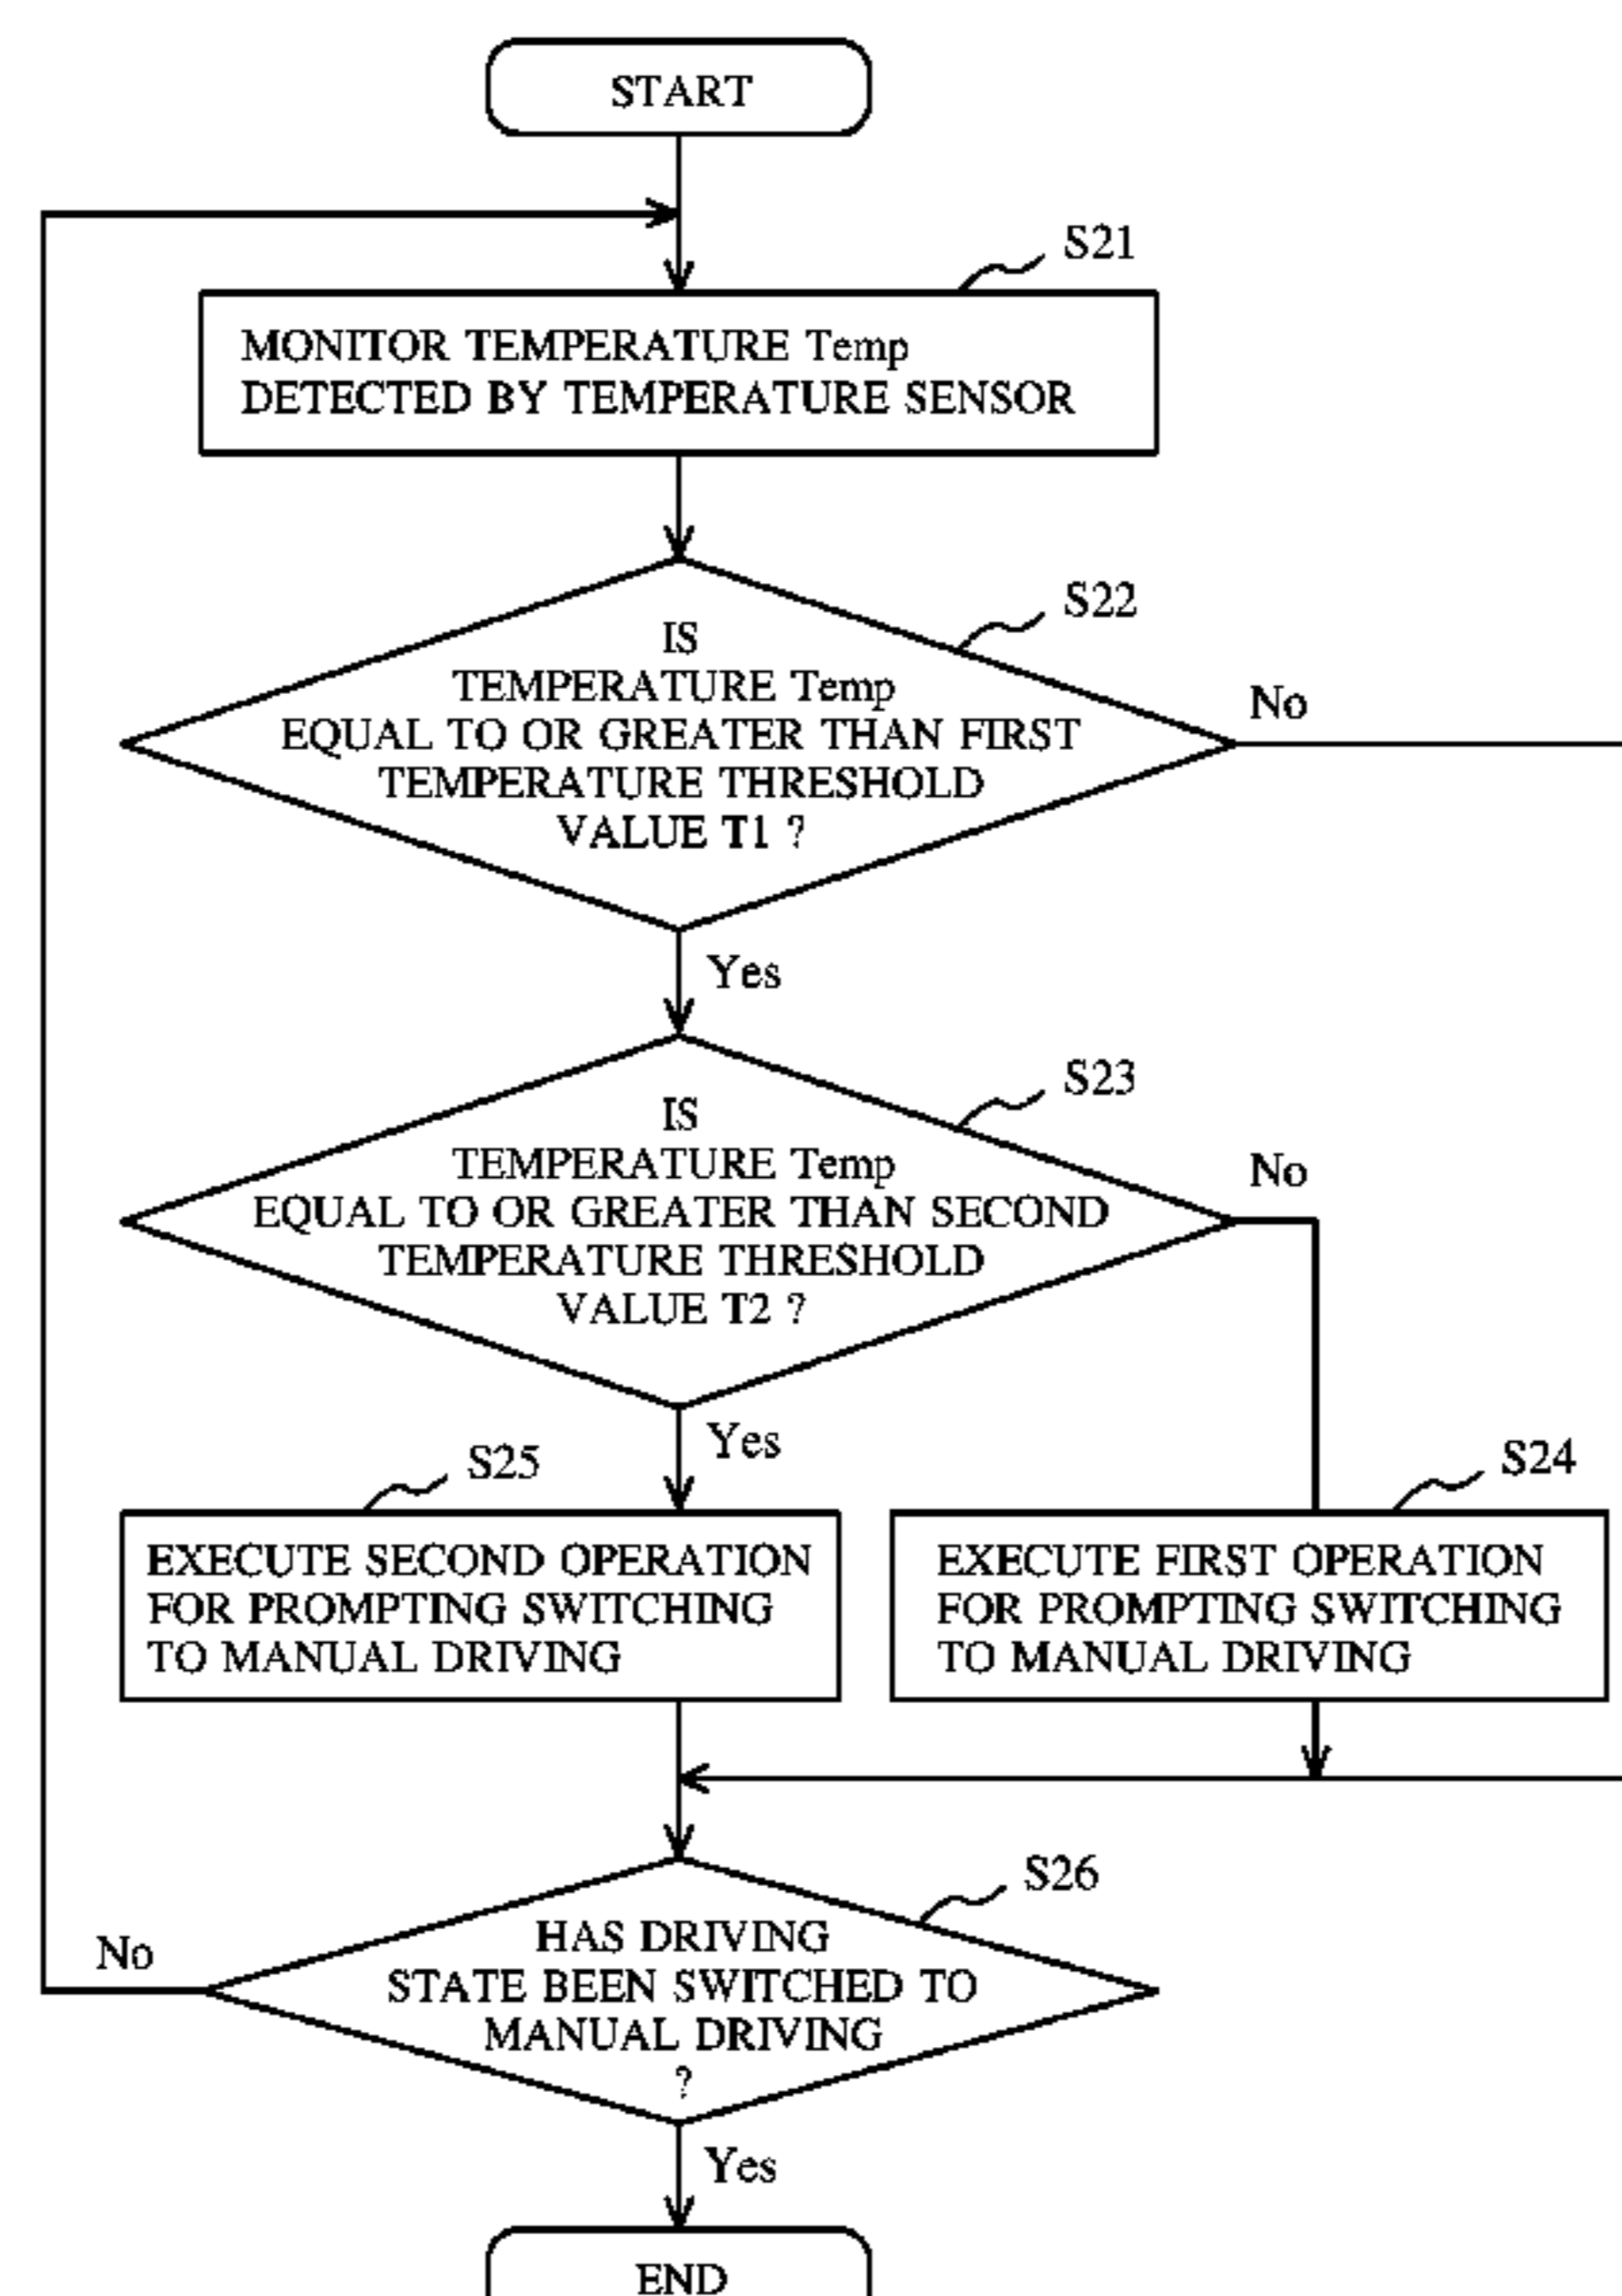 START
S21
MONITOR TEMPERATURE Temp
DETECTED BY TEMPERATURE SENSOR
S22
IS
TEMPERATURE Temp
EQUAL TO OR GREATER THAN FIRST
TEMPERATURE THRESHOLD
VALUE T1 ?
No
Yes
S23
IS
TEMPERATURE Temp
EQUAL TO OR GREATER THAN SECOND
TEMPERATURE THRESHOLD
VALUE T2 ?
No
Yes
S25
EXECUTE SECOND OPERATION
FOR PROMPTING SWITCHING
TO MANUAL DRIVING
S24
EXECUTE FIRST OPERATION
FOR PROMPTING SWITCHING
TO MANUAL DRIVING
S26
HAS DRIVING
STATE BEEN SWITCHED TO
MANUAL DRIVING
?
No
Yes
END